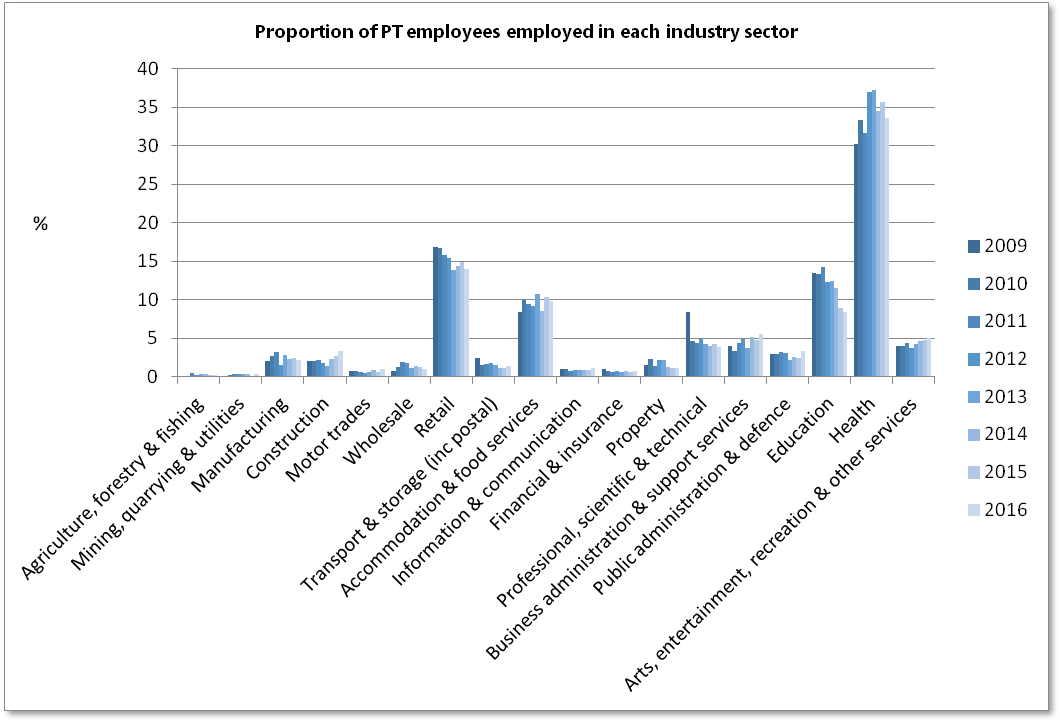 Proportion of PT employees employed in each industry sector
%
40
35
30
25
20
15
10
5
0
Agriculture, forestry & fishing
Mining, quarrying & utilities
Manufacturing
Construction
Motor trades
Wholesale
Retail
Transport & storage (inc postal)
Accommodation & food services
Information & communication
Financial & insurance
Property
Professional, scientific & technical
Business administration & support services
Public administration & defence
Education
Health
Arts, entertainment, recreation & other services
2009
2010
2011
2012
2013
2014
2015
2016